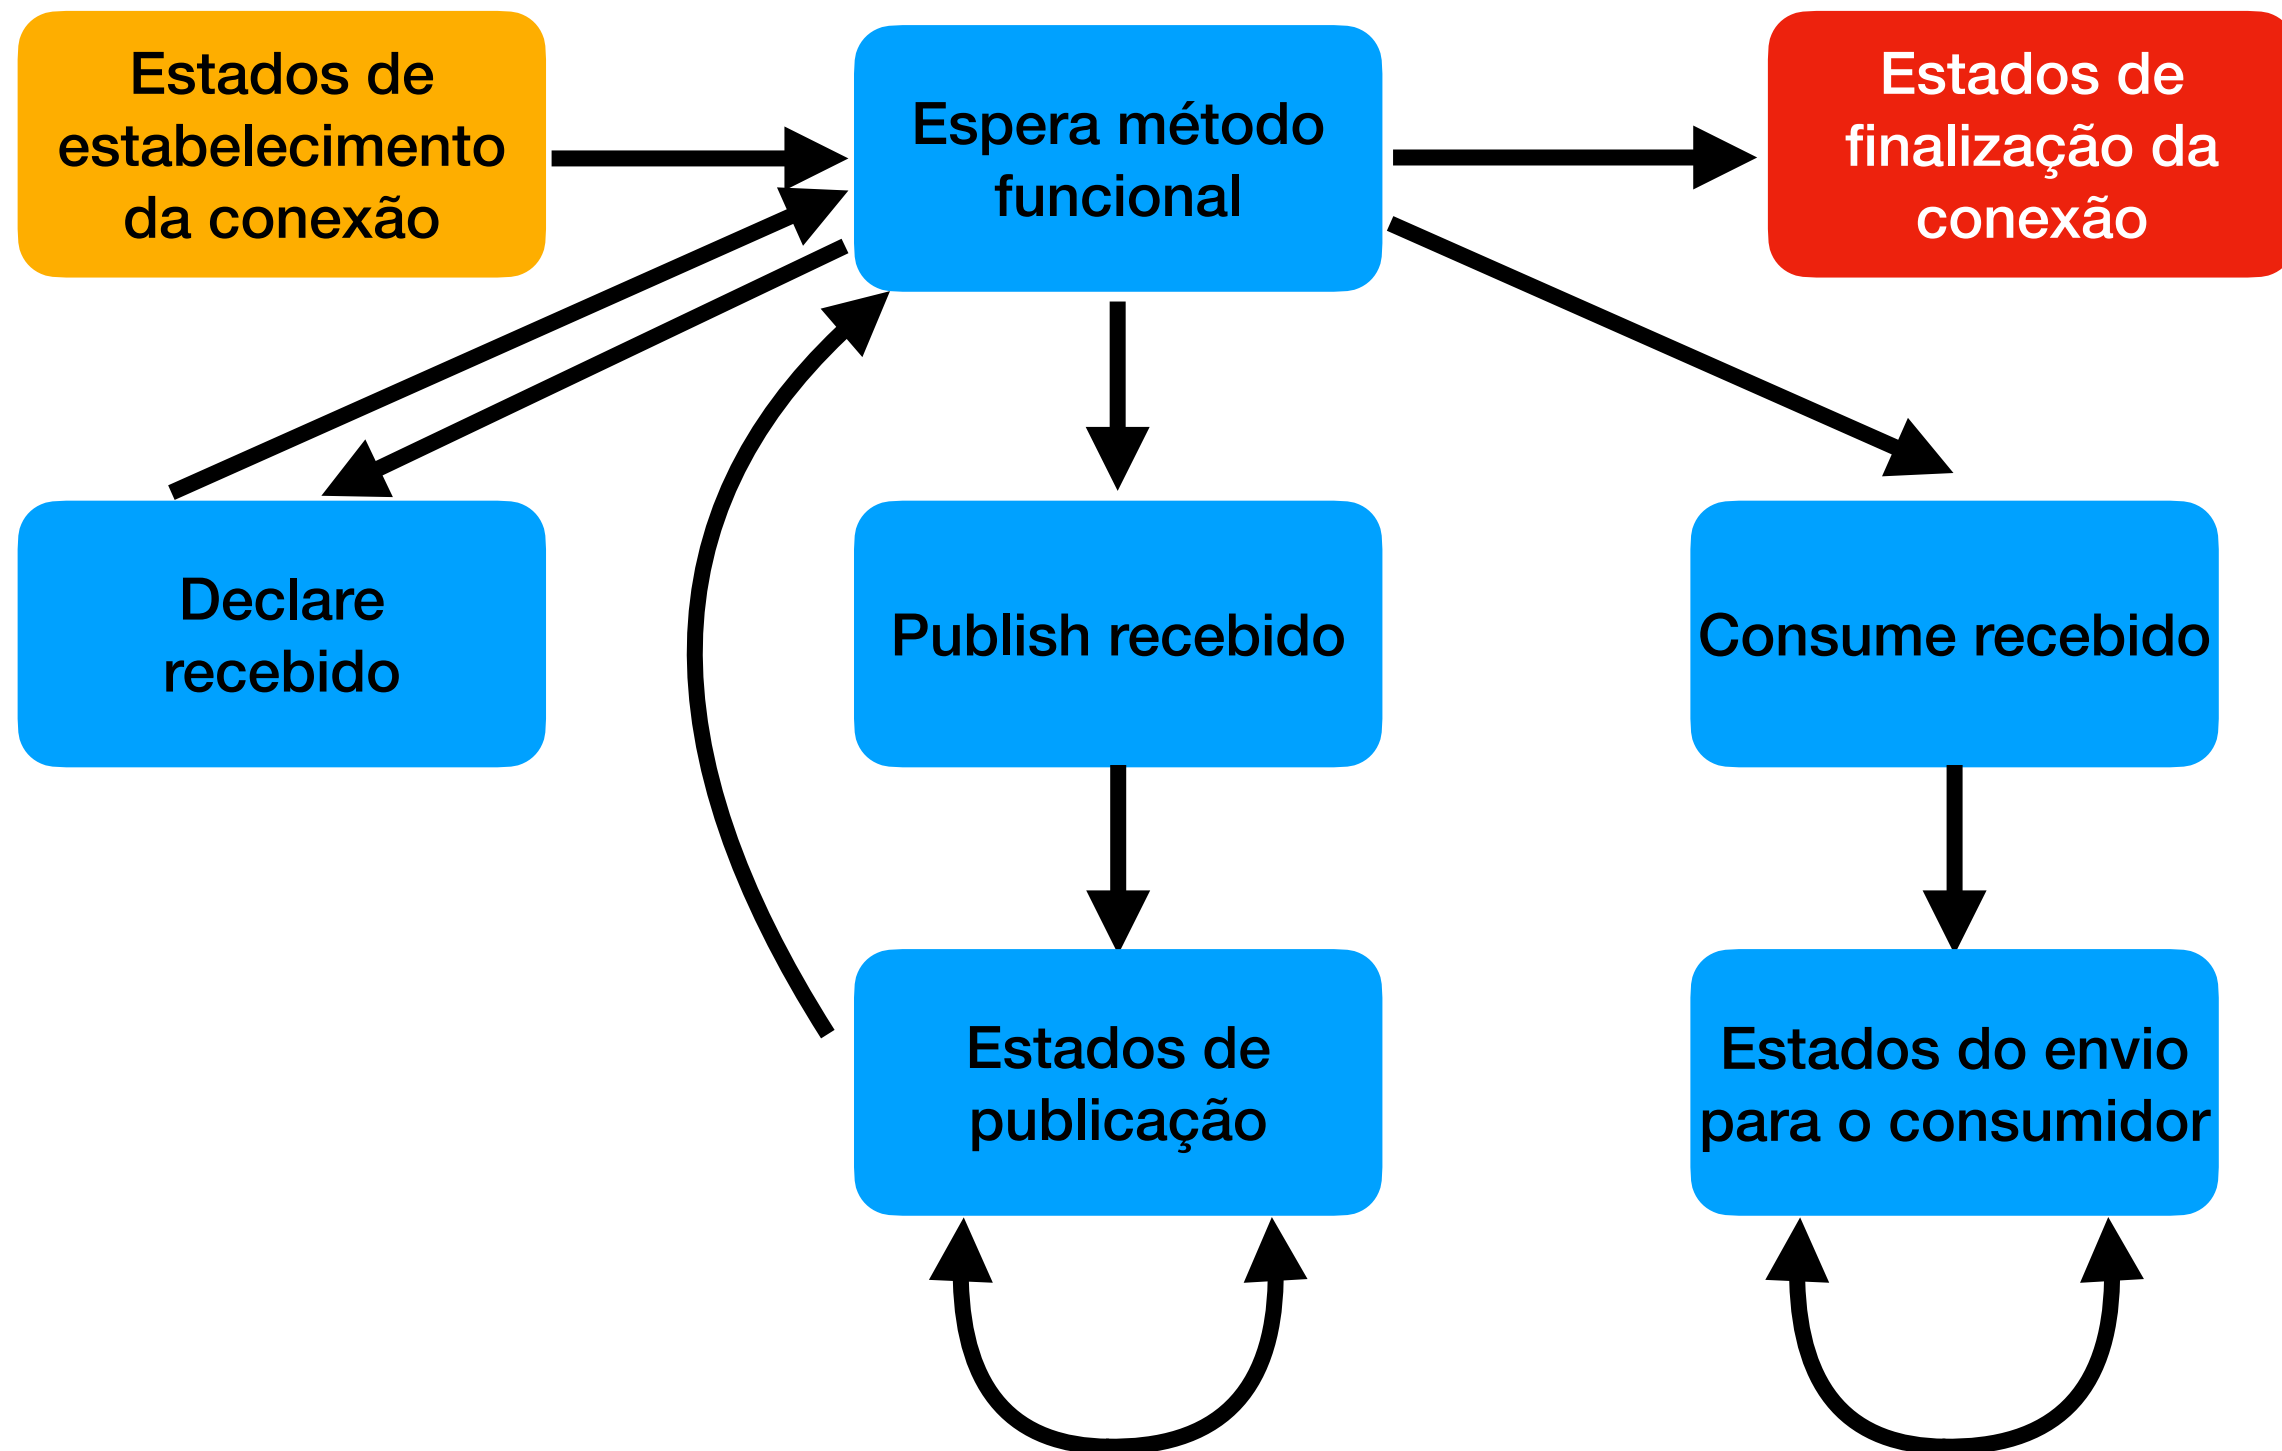 Estados de
estabelecimento
da conexão
Espera método
funcional
Estados de
finalização da
conexão
Declare
recebido
Publish recebido
Consume recebido
Estados de
publicação
Estados do envio
para o consumidor